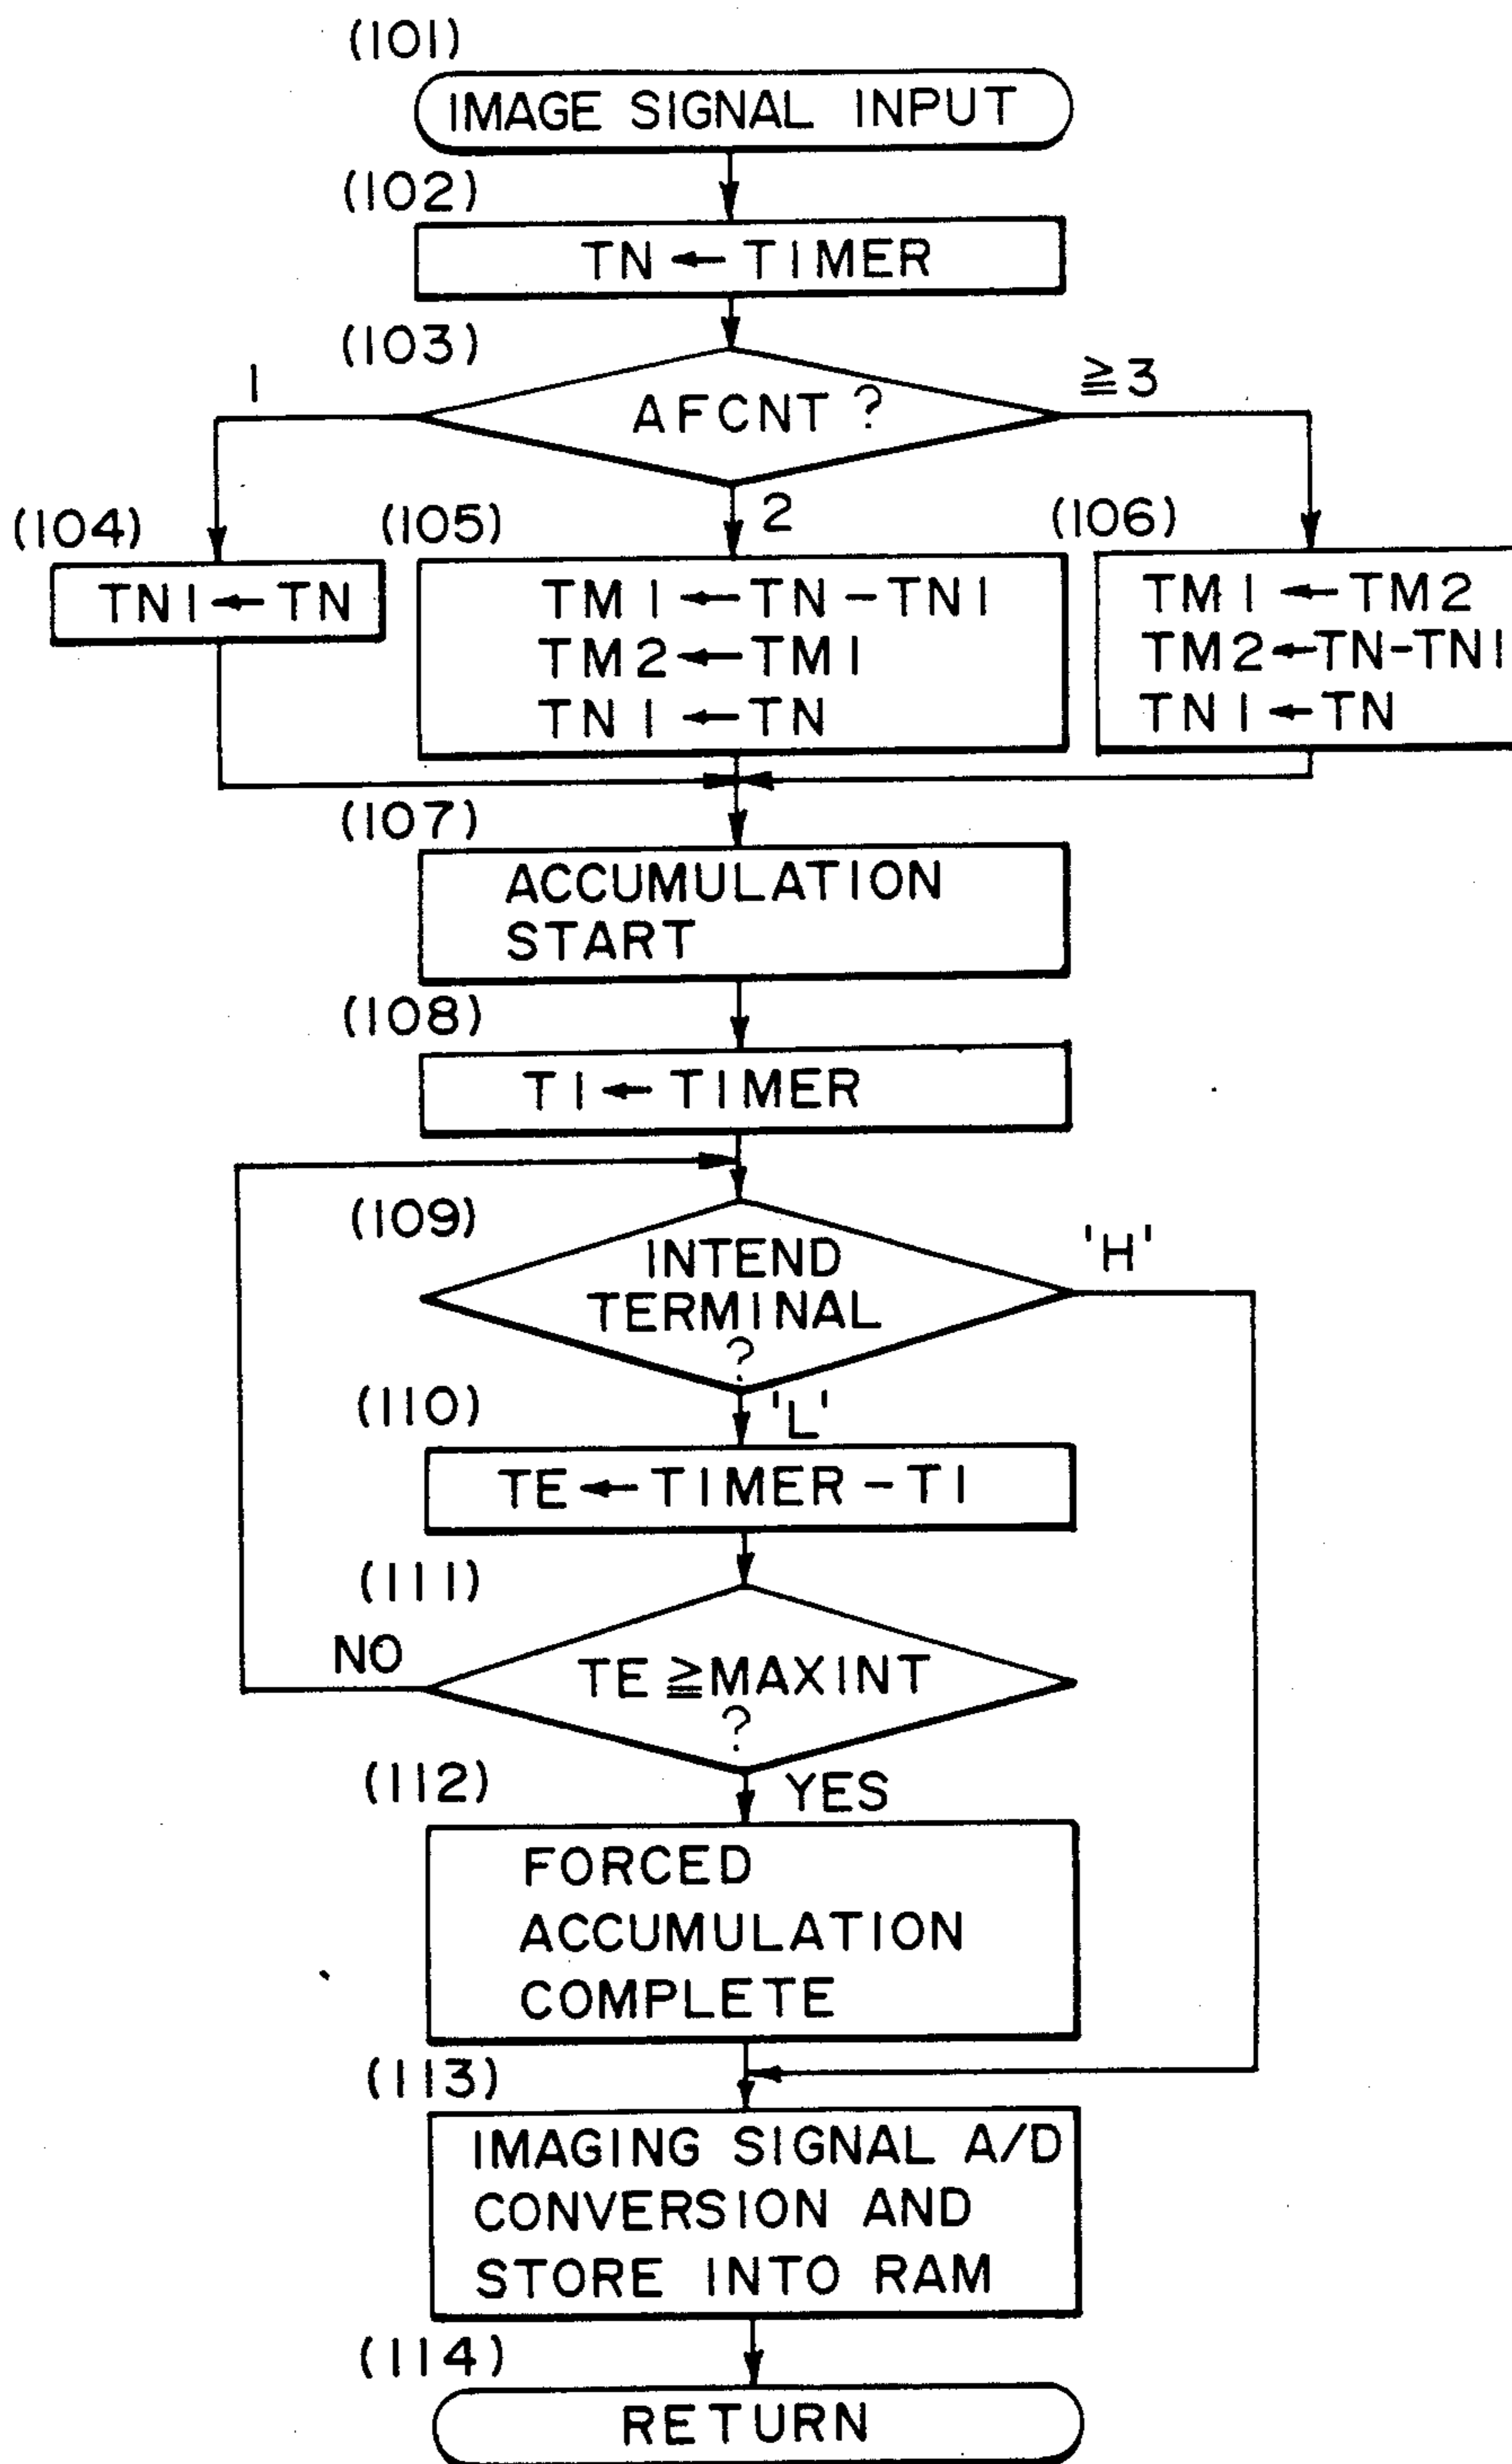 (101)
IMAGE SIGNAL INPUT
(102)
TN ← TIMER
(103)
AFCNT ?
1
≧3
2
(104)
TN1 ← TN
(105)
TM1 ← TN - TN1
TM2 ← TM1
TN1 ← TN
(106)
TM1 ← TM2
TM2 ← TN-TN1
TN1 ← TN
(107)
ACCUMULATION
START
(108)
T1 ← TIMER
(109)
INTEND
TERMINAL
?
'H'
'L'
(110)
TE ← TIMER - T1
(111)
TE ≧ MAXINT
?
NO
YES
(112)
FORCED
ACCUMULATION
COMPLETE
(113)
IMAGING SIGNAL A/D
CONVERSION AND
STORE INTO RAM
(114)
RETURN